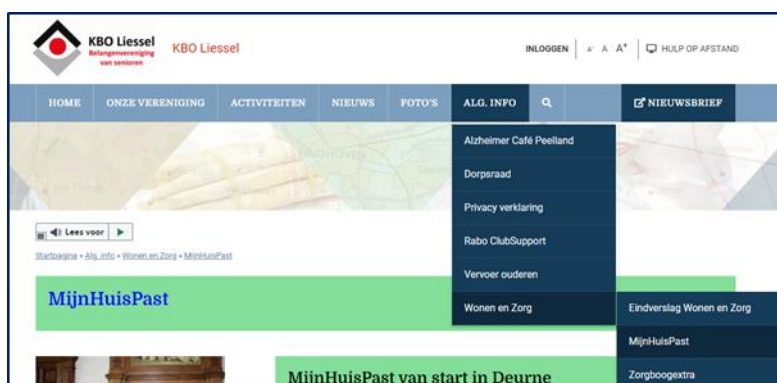 KBO Liessel
Belangenvereniging
van senioren
KBO Liessel
INLOGGEN A- A A+ HULP OP AFSTAND
HOME ONZE VERENIGING ACTIVITEITEN NIEUWS FOTO'S ALG. INFO NIEUWSBRIEF
Alzheimer Café Peelland
Dorpsraad
Privacy verklaring
Rabo ClubSupport
Vervoer ouderen
Wonen en Zorg
Eindverslag Wonen en Zorg
MijnHuisPast
Zorgboogextra
Lees voor
Startpagina » Alg. info » Wonen en Zorg » MijnHuisPast
MijnHuisPast
MijnHuisPast van start in Deurne